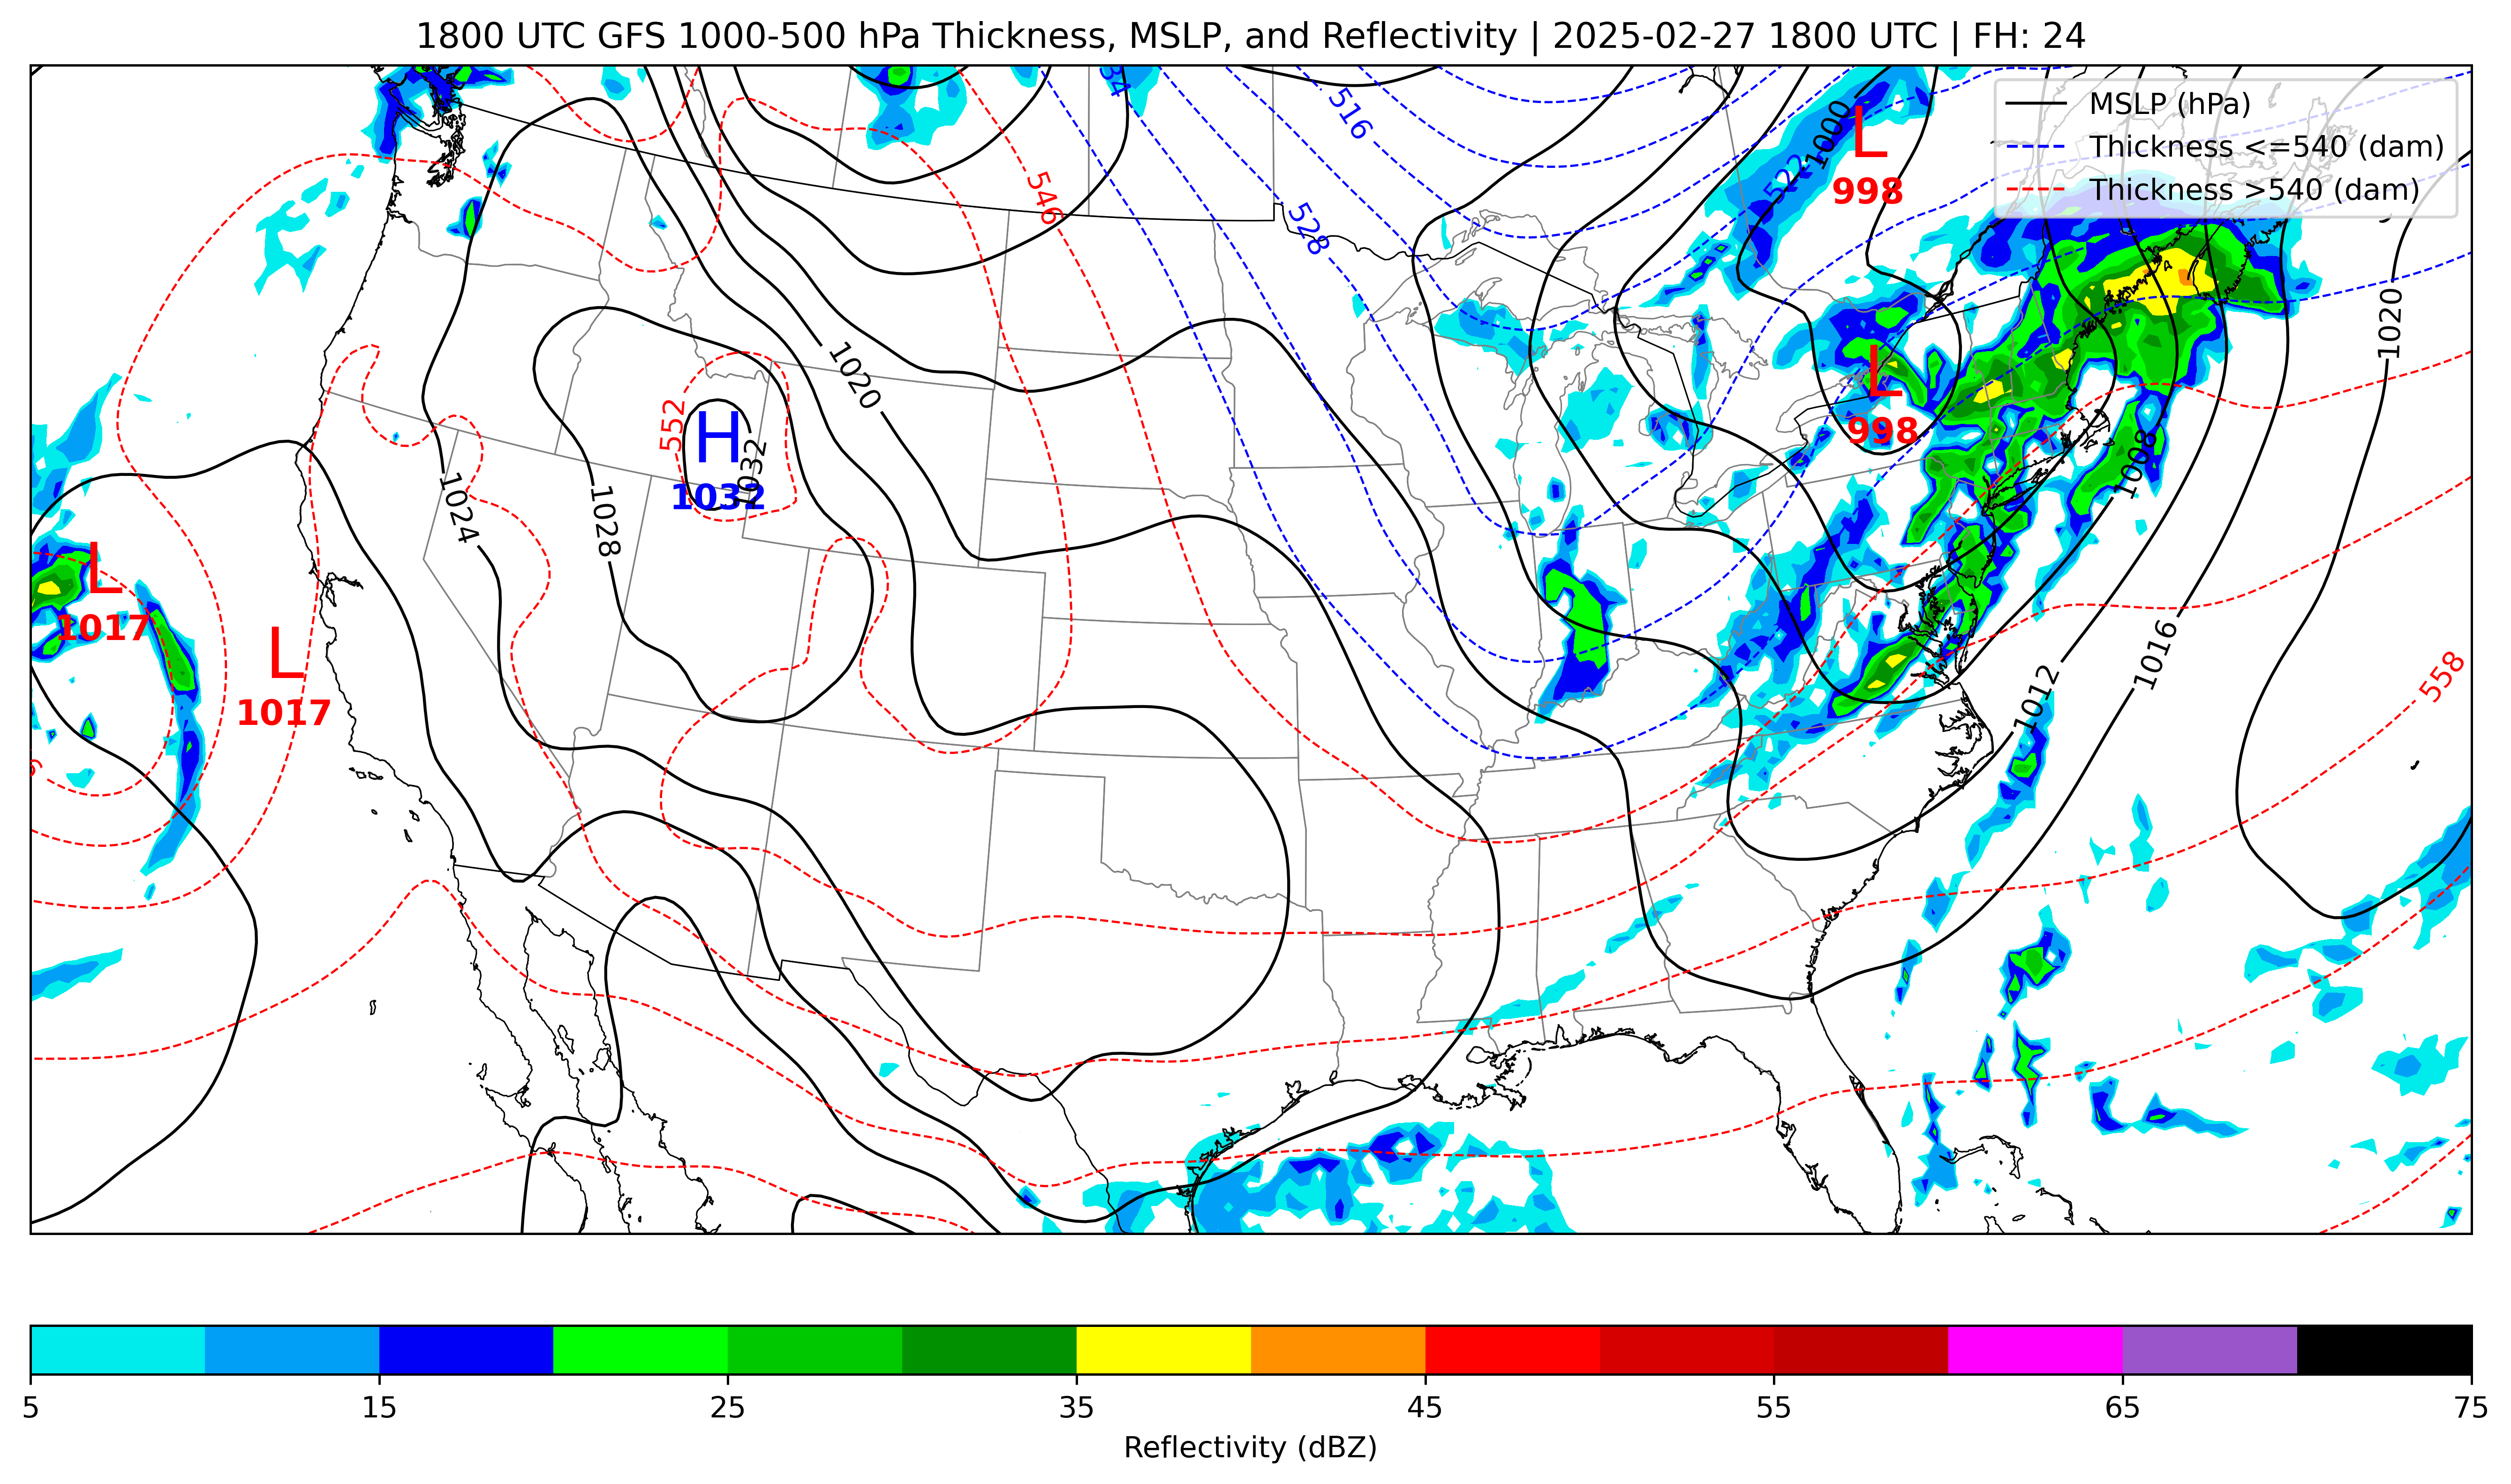 1800 UTC GFS 1000-500 hPa Thickness, MSLP, and Reflectivity | 2025-02-27 1800 UTC | FH: 24
MSLP (hPa)
Thickness <=540 (dam)
Thickness >540 (dam)
516
546
528
522
1000
L
998
L
998
1020
1020
552
H
1032
1032
1024
1028
1008
1012
1016
558
L
1017
L
1017
5
15
25
35
45
55
65
75
Reflectivity (dBZ)